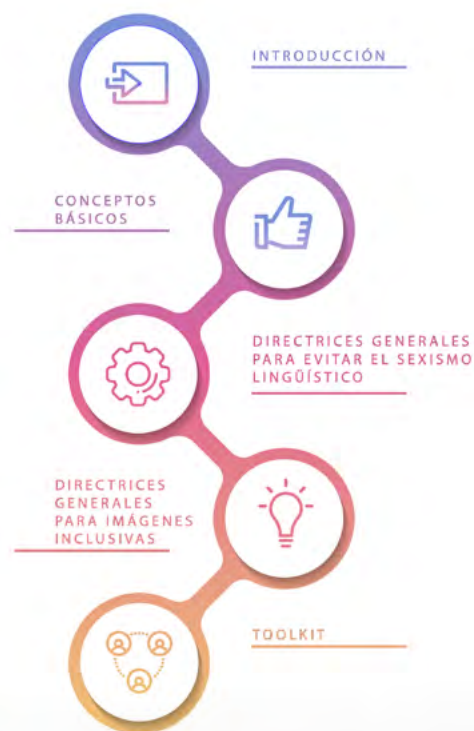 INTRODUCCIÓN
CONCEPTOS
BÁSICOS
DIRECTRICES GENERALES
PARA EVITAR EL SEXISMO
LINGÜÍSTICO
DIRECTRICES
GENERALES
PARA IMÁGENES
INCLUSIVAS
TOOLKIT